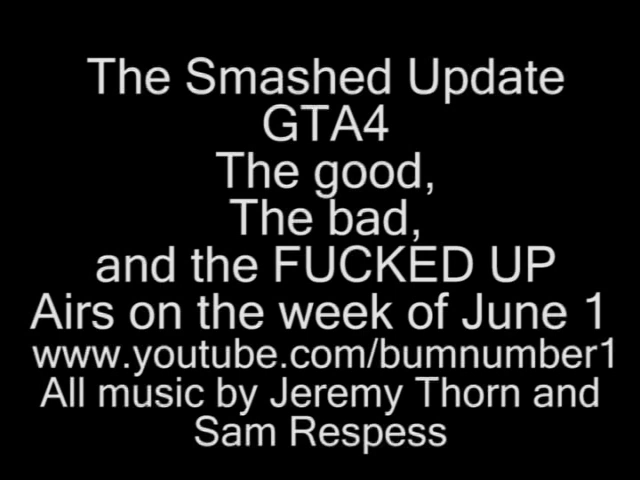 The Smashed Update
GTA4
The good,
The bad,
and the FUCKED UP
Airs on the week of June 1
www.youtube.com/bumnumber1
All music by Jeremy Thorn and
Sam Respess